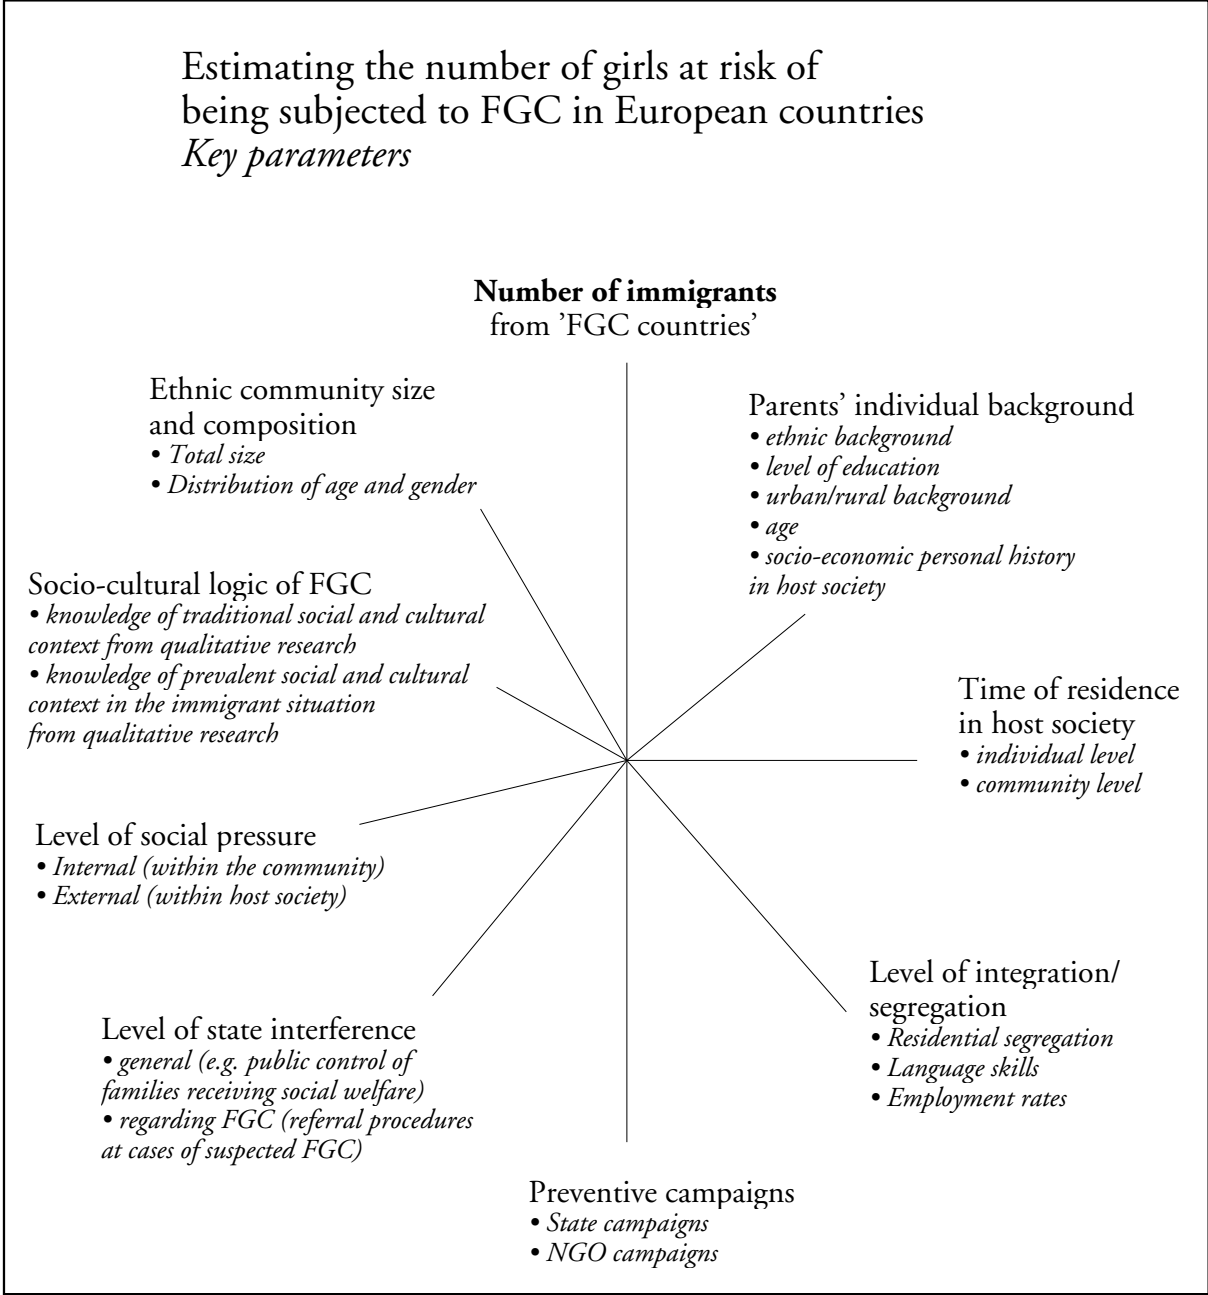 Estimating the number of girls at risk of
being subjected to FGC in European countries
Key parameters
Number of immigrants
from ’FGC countries’
Ethnic community size
and composition
• Total size
• Distribution of age and gender
Parents’ individual background
• ethnic background
• level of education
• urban/rural background
• age
• socio-economic personal history
in host society
Socio-cultural logic of FGC
• knowledge of traditional social and cultural
context from qualitative research
• knowledge of prevalent social and cultural
context in the immigrant situation
from qualitative research
Time of residence
in host society
• individual level
• community level
Level of social pressure
• Internal (within the community)
• External (within host society)
Level of integration/
segregation
• Residential segregation
• Language skills
• Employment rates
Level of state interference
• general (e.g. public control of
families receiving social welfare)
• regarding FGC (referral procedures
at cases of suspected FGC)
Preventive campaigns
• State campaigns
• NGO campaigns